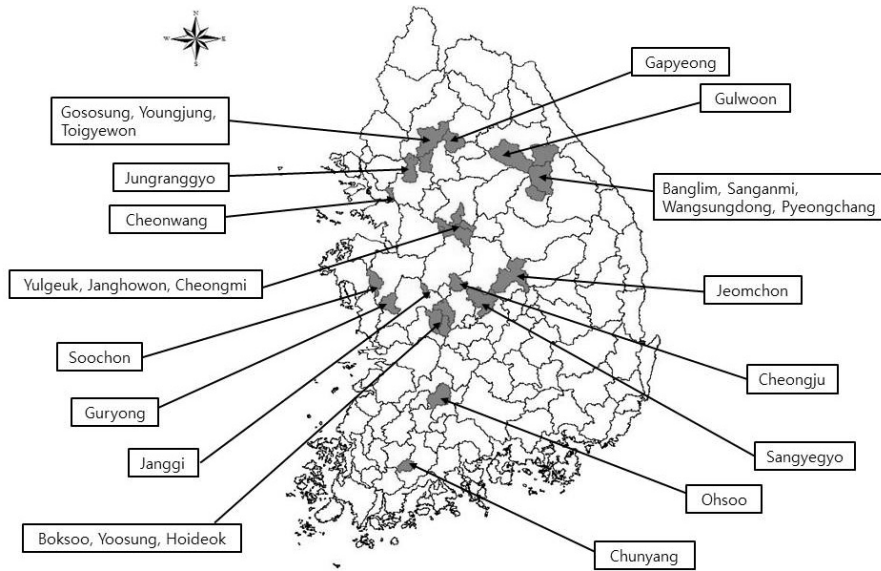 N
W
E
S
Gapyeong
Gulwoon
Gososung, Youngjung,
Toigyewon
Jungranggyo
Cheonwang
Banglim, Sanganmi,
Wangsungdong, Pyeongchang
Yulgeuk, Janghowon, Cheongmi
Jeomchon
Soochon
Cheongju
Guryong
Janggi
Sangyegyo
Ohsoo
Boksoo, Yoosung, Hoideok
Chunyang